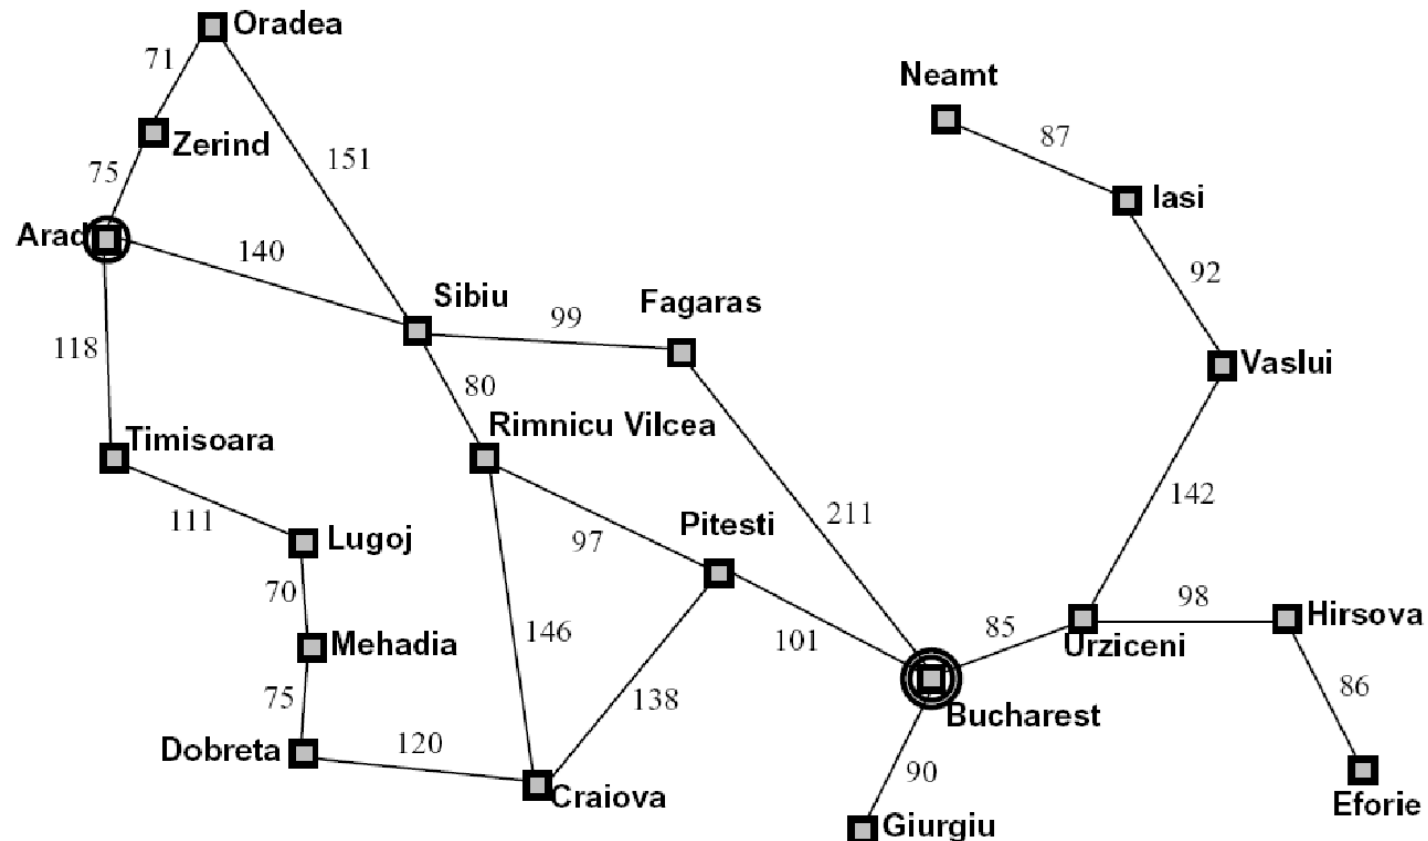 Oradea
71
Neamt
87
Zerind
151
75
Iasi
Arad
140
92
Sibiu
Fagaras
99
118
Vaslui
80
Rimnicu Vilcea
Timisoara
142
211
111
97
Pitesti
Lugoj
70
98
Hirsova
146
101
85
Mehadia
Urziceni
75
138
86
Bucharest
Dobreta
120
90
Craiova
Eforie
Giurgiu